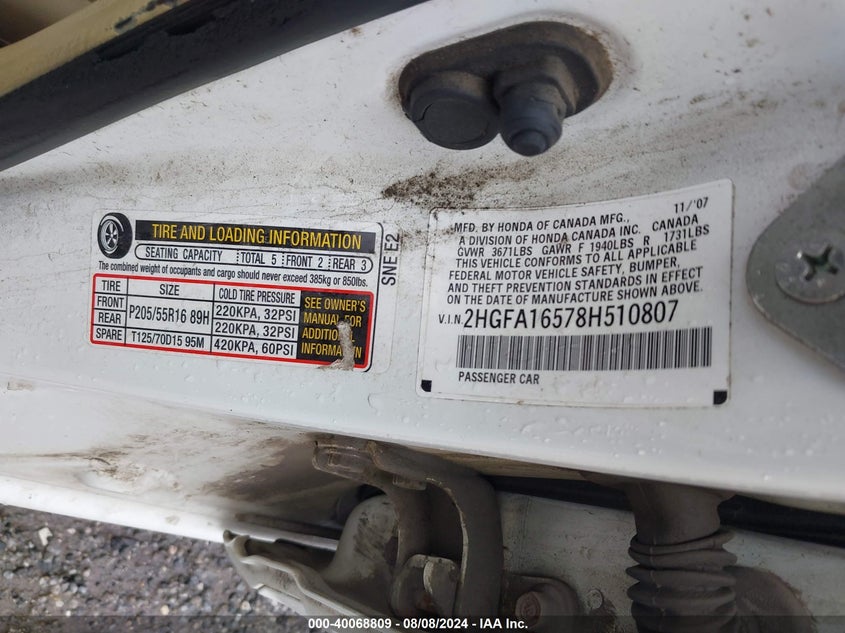 TIRE AND LOADING INFORMATION
SEATING CAPACITY TOTAL 5 FRONT 2 REAR 3
The combined weight of occupants and cargo should never exceed 385kg or 850lbs.
TIRE SIZE COLD TIRE PRESSURE
FRONT 220KPA, 32PSI
REAR P205/55R16 89H 220KPA, 32PSI
SPARE T125/70D15 95M 420KPA, 60PSI
SEE OWNER'S
MANUAL FOR
ADDITIONAL
INFORMATION
SNE E2
11/'07
MFD. BY HONDA OF CANADA MFG.,
A DIVISION OF HONDA CANADA INC. CANADA
GVWR 3671LBS GAWR F 1940LBS R 1731LBS
THIS VEHICLE CONFORMS TO ALL APPLICABLE
FEDERAL MOTOR VEHICLE SAFETY, BUMPER,
AND THEFT PREVENTION STANDARDS IN EFFECT
ON THE DATE OF MANUFACTURE SHOWN ABOVE.
V.I.N. 2HGFA16578H510807
PASSENGER CAR
000-40068809 - 08/08/2024 - IAA Inc.